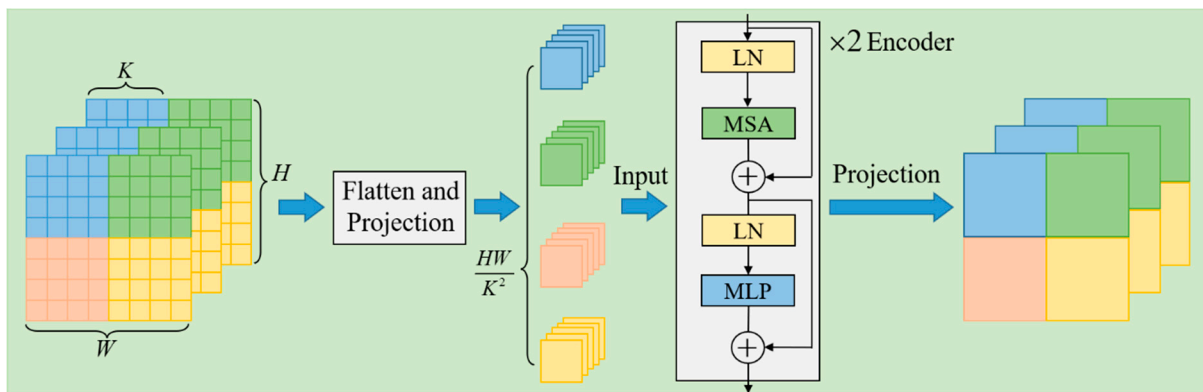 K
H
W
Flatten and
Projection
HW
K²
Input
LN
MSA
+
LN
MLP
+
×2 Encoder
Projection